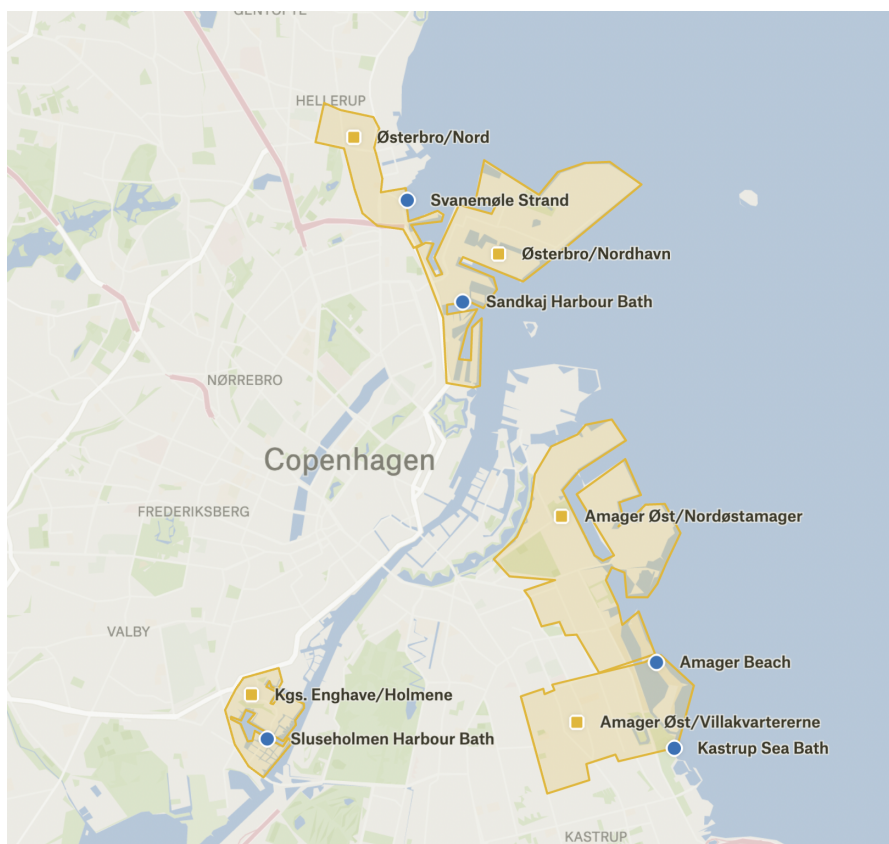 GENTOFTE
HELLERUP
Østerbro/Nord
Svanemøle Strand
Østerbro/Nordhavn
Sandkaj Harbour Bath
NØRREBRO
Copenhagen
FREDERIKSBERG
Amager Øst/Nordøstamager
VALBY
Amager Beach
Kgs. Enghave/Holmene
Amager Øst/Villakvartererne
Sluseholmen Harbour Bath
Kastrup Sea Bath
KASTRUP